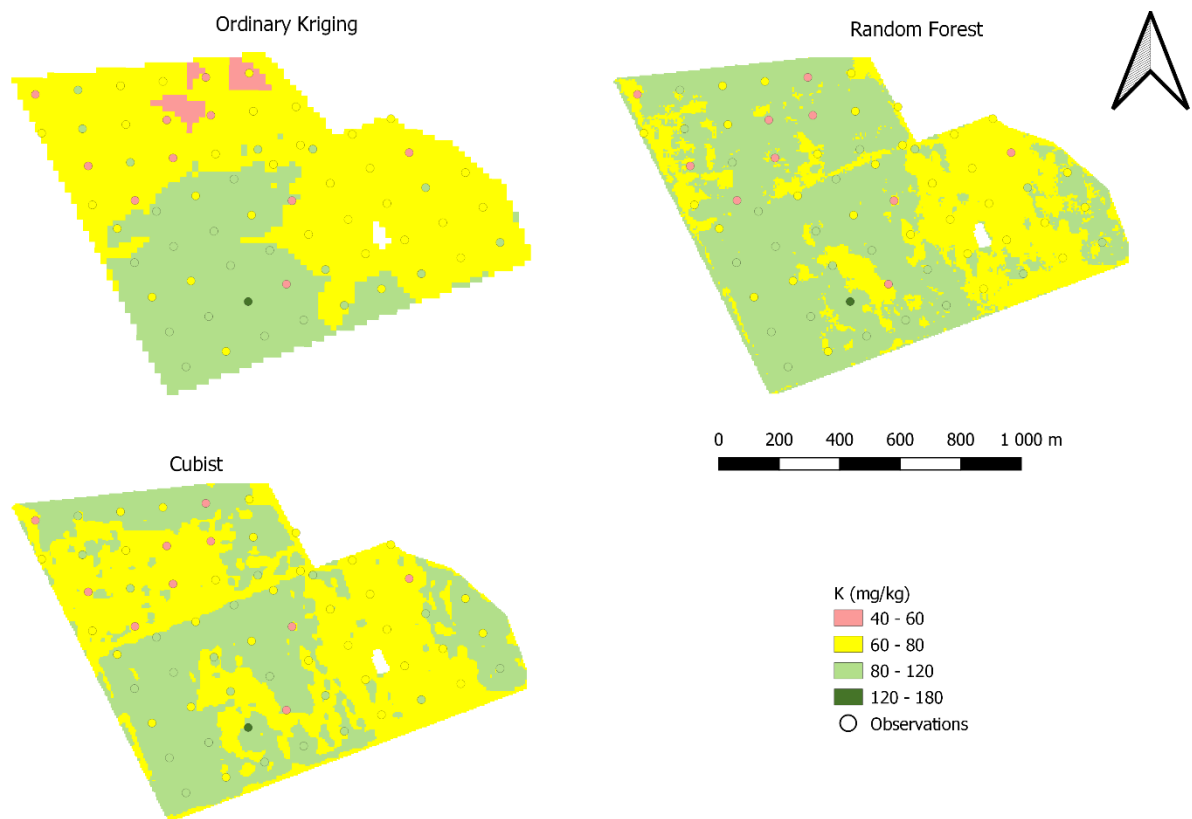 Ordinary Kriging
Random Forest
0 200 400 600 800 1 000 m
Cubist
K (mg/kg)
40 - 60
60 - 80
80 - 120
120 - 180
Observations